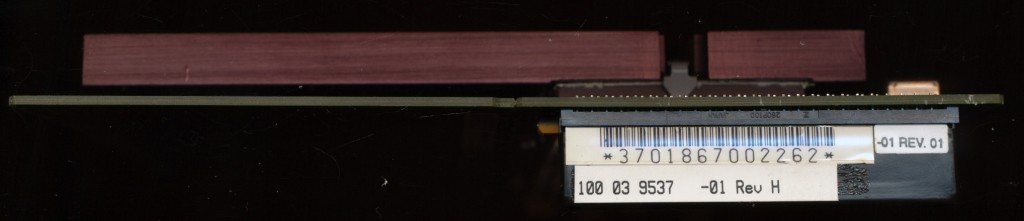 *3701867002262*
-01 REV. 01
100 03 9537 -01 Rev H